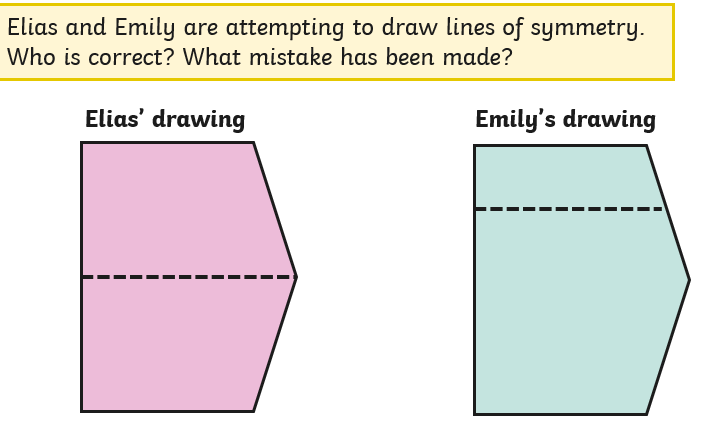 Elias and Emily are attempting to draw lines of symmetry.
Who is correct? What mistake has been made?
Elias’ drawing
Emily’s drawing